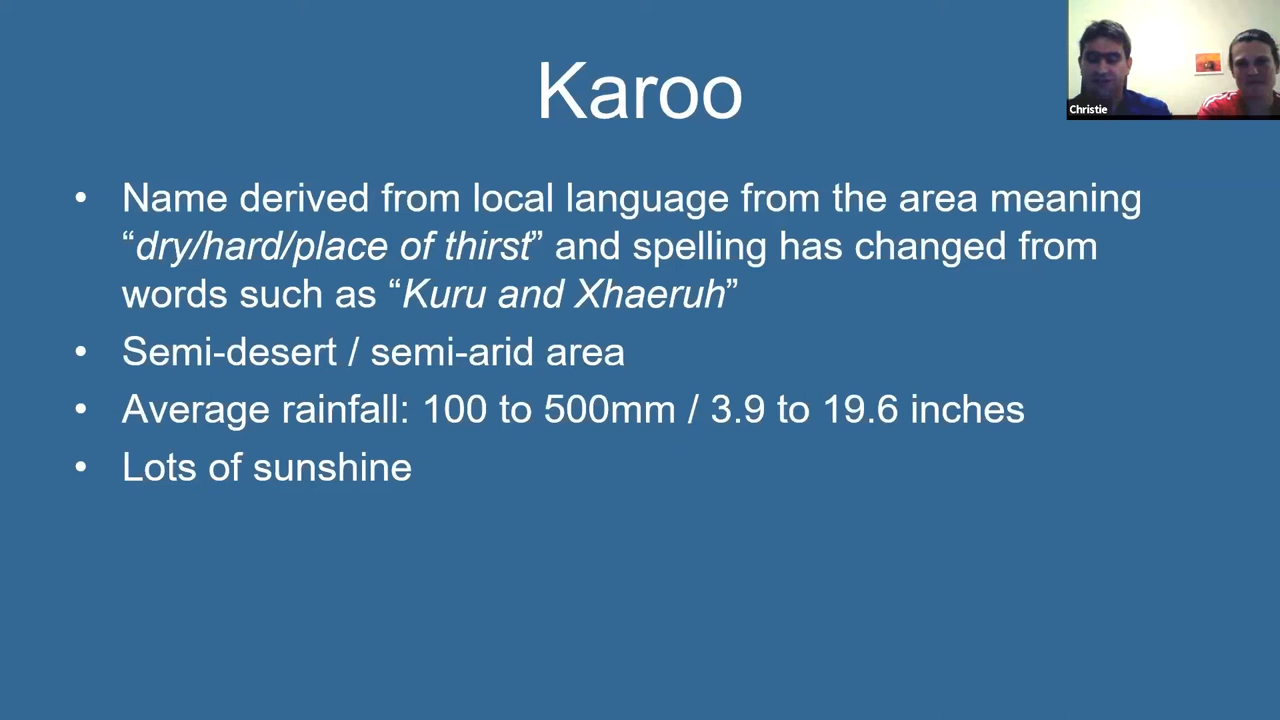 Karoo
Christie
• Name derived from local language from the area meaning
“dry/hard/place of thirst” and spelling has changed from
words such as “Kuru and Xhaeruh”
• Semi-desert / semi-arid area
• Average rainfall: 100 to 500mm / 3.9 to 19.6 inches
• Lots of sunshine